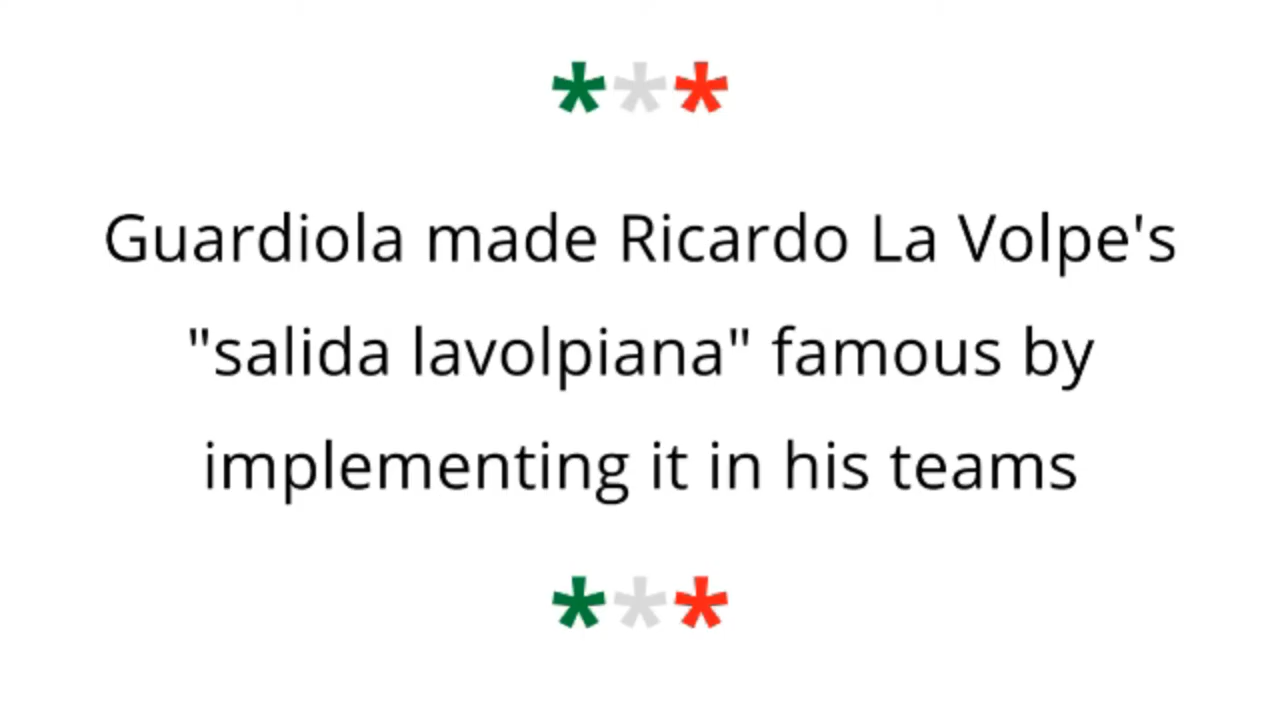 ***
Guardiola made Ricardo La Volpe's
"salida lavolpiana" famous by
implementing it in his teams
***